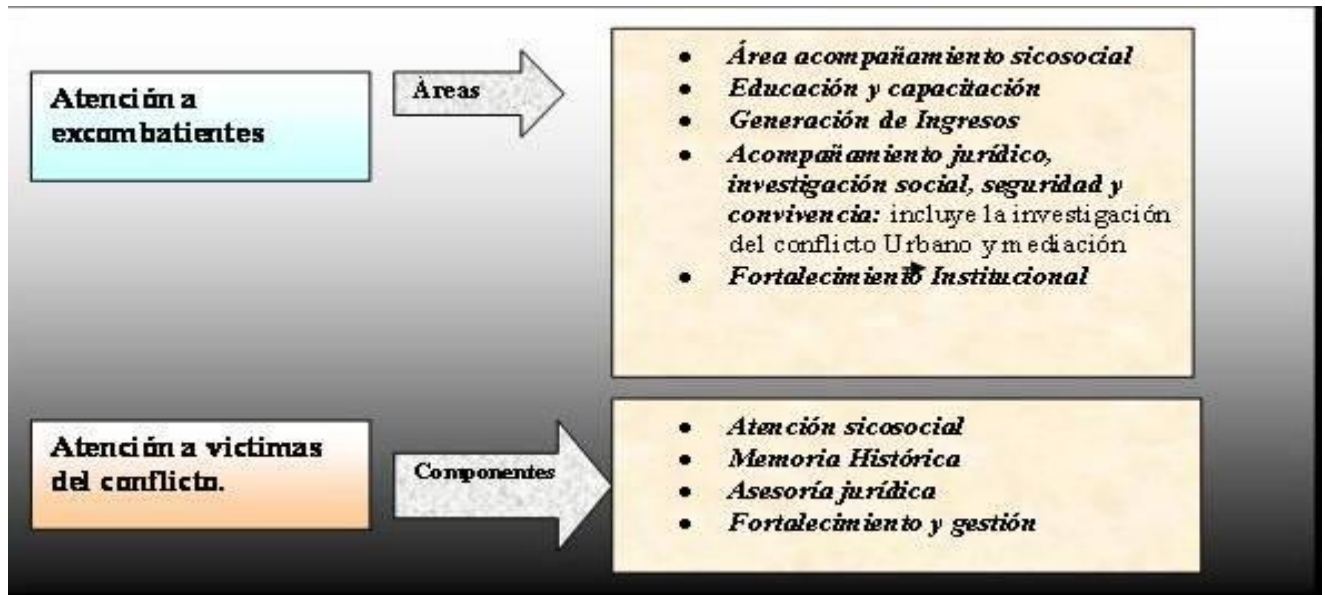 Atención a
excombatientes
Àreas
• Área acompañamiento sicosocial
• Educación y capacitación
• Generación de Ingresos
• Acompañamiento jurídico,
investigación social, seguridad y
convivencia: incluye la investigación
del conflicto Urbano y mediación
• Fortalecimiento Institucional
Atención a victimas
del conflicto.
Componentes
• Atención sicosocial
• Memoria Histórica
• Asesoría jurídica
• Fortalecimiento y gestión